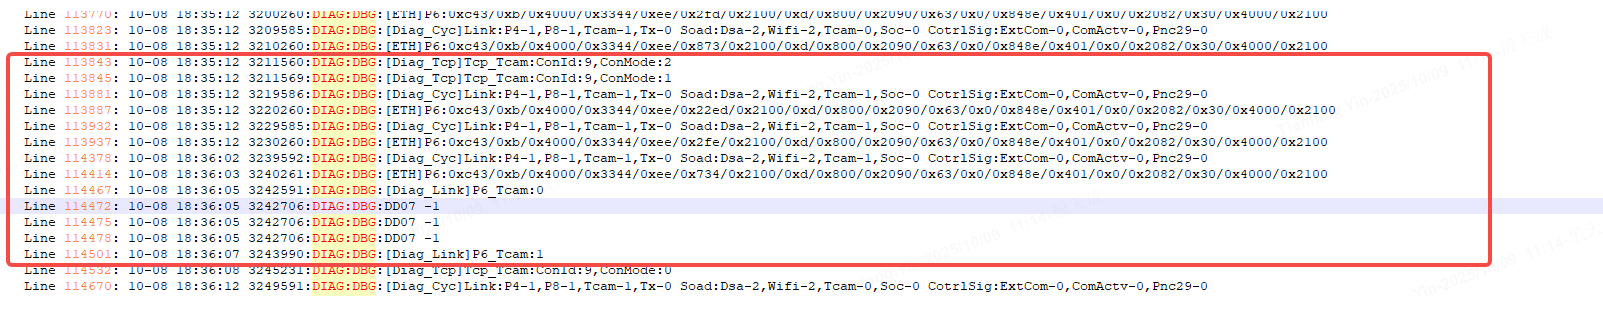 Line 113770: 10-08 18:35:12 3200260:DIAG:DBG:[ETH]P6:0xc43/0xb/0x4000/0x3344/0xee/0x2fd/0x2100/0xd/0x800/0x2090/0x63/0x0/0x848e/0x401/0x0/0x2082/0x30/0x4000/0x2100
Line 113823: 10-08 18:35:12 3209585:DIAG:DBG:[Diag_Cyc]Link:P4-1,P8-1,Tcam-1,Tx-0 Soad:Dsa-2,Wifi-2,Tcam-0,Soc-0 CotrlSig:ExtCom-0,ComActv-0,Pnc29-0
Line 113831: 10-08 18:35:12 3210260:DIAG:DBG:[ETH]P6:0xc43/0xb/0x4000/0x3344/0xee/0x873/0x2100/0xd/0x800/0x2090/0x63/0x0/0x848e/0x401/0x0/0x2082/0x30/0x4000/0x2100
Line 113843: 10-08 18:35:12 3211560:DIAG:DBG:[Diag_Tcp]Tcp_Tcam:ConId:9,ConMode:2
Line 113845: 10-08 18:35:12 3211569:DIAG:DBG:[Diag_Tcp]Tcp_Tcam:ConId:9,ConMode:1
Line 113881: 10-08 18:35:12 3219586:DIAG:DBG:[Diag_Cyc]Link:P4-1,P8-1,Tcam-1,Tx-0 Soad:Dsa-2,Wifi-2,Tcam-1,Soc-0 CotrlSig:ExtCom-0,ComActv-0,Pnc29-0
Line 113887: 10-08 18:35:12 3220260:DIAG:DBG:[ETH]P6:0xc43/0xb/0x4000/0x3344/0xee/0x22ed/0x2100/0xd/0x800/0x2090/0x63/0x0/0x848e/0x401/0x0/0x2082/0x30/0x4000/0x2100
Line 113932: 10-08 18:35:12 3229585:DIAG:DBG:[Diag_Cyc]Link:P4-1,P8-1,Tcam-1,Tx-0 Soad:Dsa-2,Wifi-2,Tcam-1,Soc-0 CotrlSig:ExtCom-0,ComActv-0,Pnc29-0
Line 113937: 10-08 18:35:12 3230260:DIAG:DBG:[ETH]P6:0xc43/0xb/0x4000/0x3344/0xee/0x2fe/0x2100/0xd/0x800/0x2090/0x63/0x0/0x848e/0x401/0x0/0x2082/0x30/0x4000/0x2100
Line 114378: 10-08 18:36:02 3239592:DIAG:DBG:[Diag_Cyc]Link:P4-1,P8-1,Tcam-1,Tx-0 Soad:Dsa-2,Wifi-2,Tcam-1,Soc-0 CotrlSig:ExtCom-0,ComActv-0,Pnc29-0
Line 114414: 10-08 18:36:03 3240261:DIAG:DBG:[ETH]P6:0xc43/0xb/0x4000/0x3344/0xee/0x734/0x2100/0xd/0x800/0x2090/0x63/0x0/0x848e/0x401/0x0/0x2082/0x30/0x4000/0x2100
Line 114467: 10-08 18:36:05 3242591:DIAG:DBG:[Diag_Link]P6_Tcam:0
Line 114472: 10-08 18:36:05 3242706:DIAG:DBG:DD07 -1
Line 114475: 10-08 18:36:05 3242706:DIAG:DBG:DD07 -1
Line 114478: 10-08 18:36:05 3242706:DIAG:DBG:DD07 -1
Line 114501: 10-08 18:36:07 3243990:DIAG:DBG:[Diag_Link]P6_Tcam:1
Line 114532: 10-08 18:36:08 3245231:DIAG:DBG:[Diag_Tcp]Tcp_Tcam:ConId:9,ConMode:0
Line 114670: 10-08 18:36:12 3249591:DIAG:DBG:[Diag_Cyc]Link:P4-1,P8-1,Tcam-1,Tx-0 Soad:Dsa-2,Wifi-2,Tcam-0,Soc-0 CotrlSig:ExtCom-0,ComActv-0,Pnc29-0